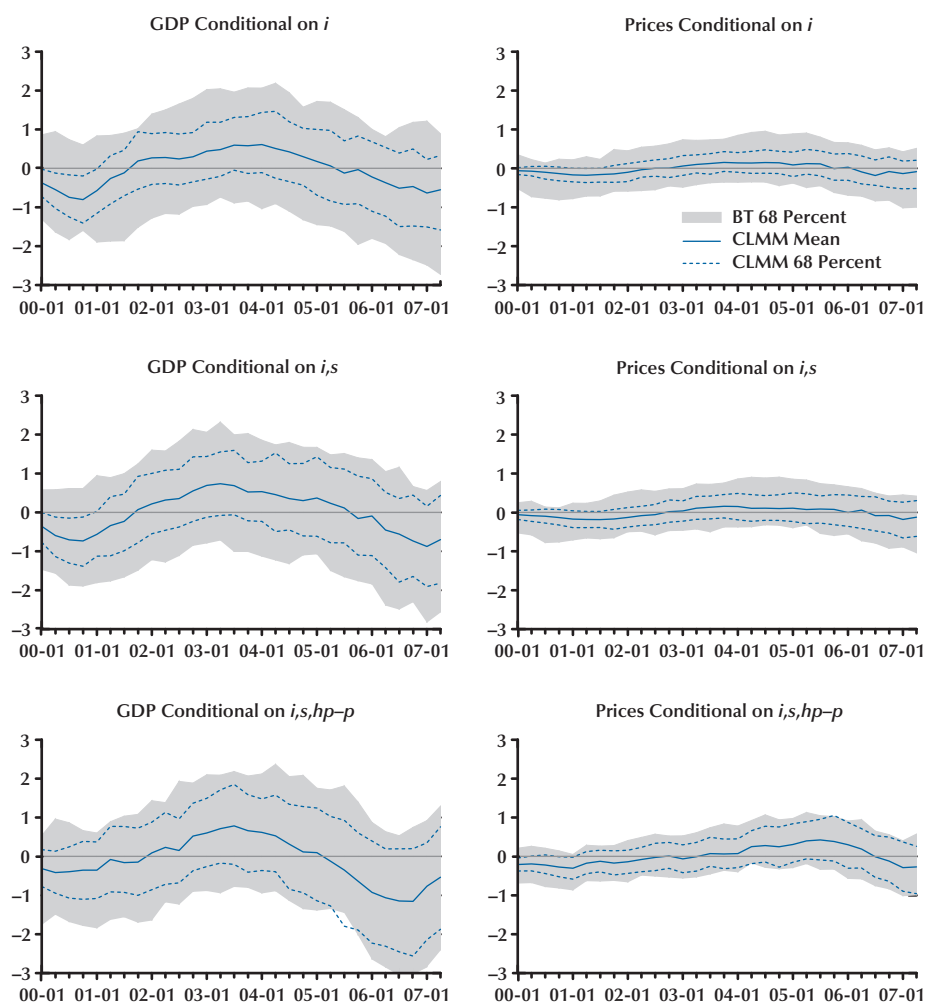 GDP Conditional on i
3
2
1
0
–1
–2
–3
00-01 01-01 02-01 03-01 04-01 05-01 06-01 07-01
Prices Conditional on i
3
2
1
0
–1
–2
–3
BT 68 Percent
CLMM Mean
CLMM 68 Percent
00-01 01-01 02-01 03-01 04-01 05-01 06-01 07-01
GDP Conditional on i,s
3
2
1
0
–1
–2
–3
00-01 01-01 02-01 03-01 04-01 05-01 06-01 07-01
Prices Conditional on i,s
3
2
1
0
–1
–2
–3
00-01 01-01 02-01 03-01 04-01 05-01 06-01 07-01
GDP Conditional on i,s,hp–p
3
2
1
0
–1
–2
–3
00-01 01-01 02-01 03-01 04-01 05-01 06-01 07-01
Prices Conditional on i,s,hp–p
3
2
1
0
–1
–2
–3
00-01 01-01 02-01 03-01 04-01 05-01 06-01 07-01